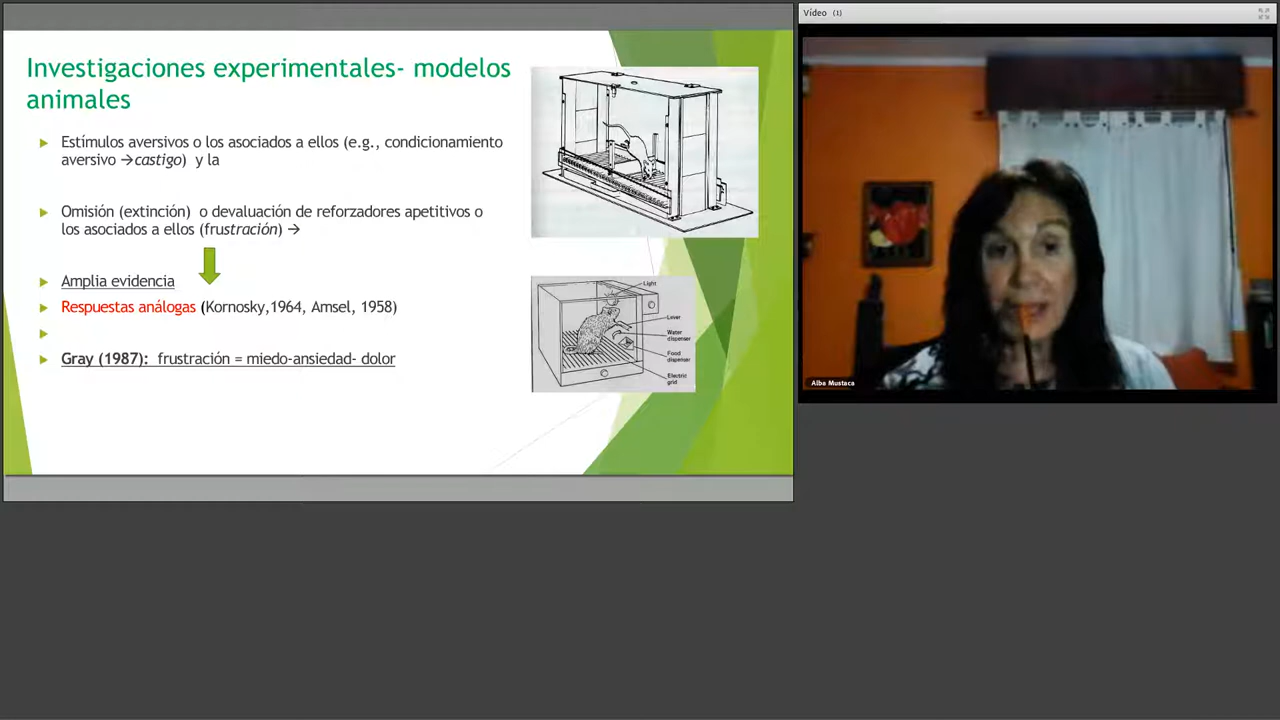 Investigaciones experimentales- modelos
animales
Estímulos aversivos o los asociados a ellos (e.g., condicionamiento
aversivo →castigo) y la
Omisión (extinción) o devaluación de reforzadores apetitivos o
los asociados a ellos (frustración) →
Amplia evidencia
Respuestas análogas (Kornosky,1964, Amsel, 1958)
Gray (1987): frustración = miedo-ansiedad- dolor
Light
Lever
Water
dispenser
Food
dispenser
Electric
grid
Vídeo (1)
Alba Mustaca